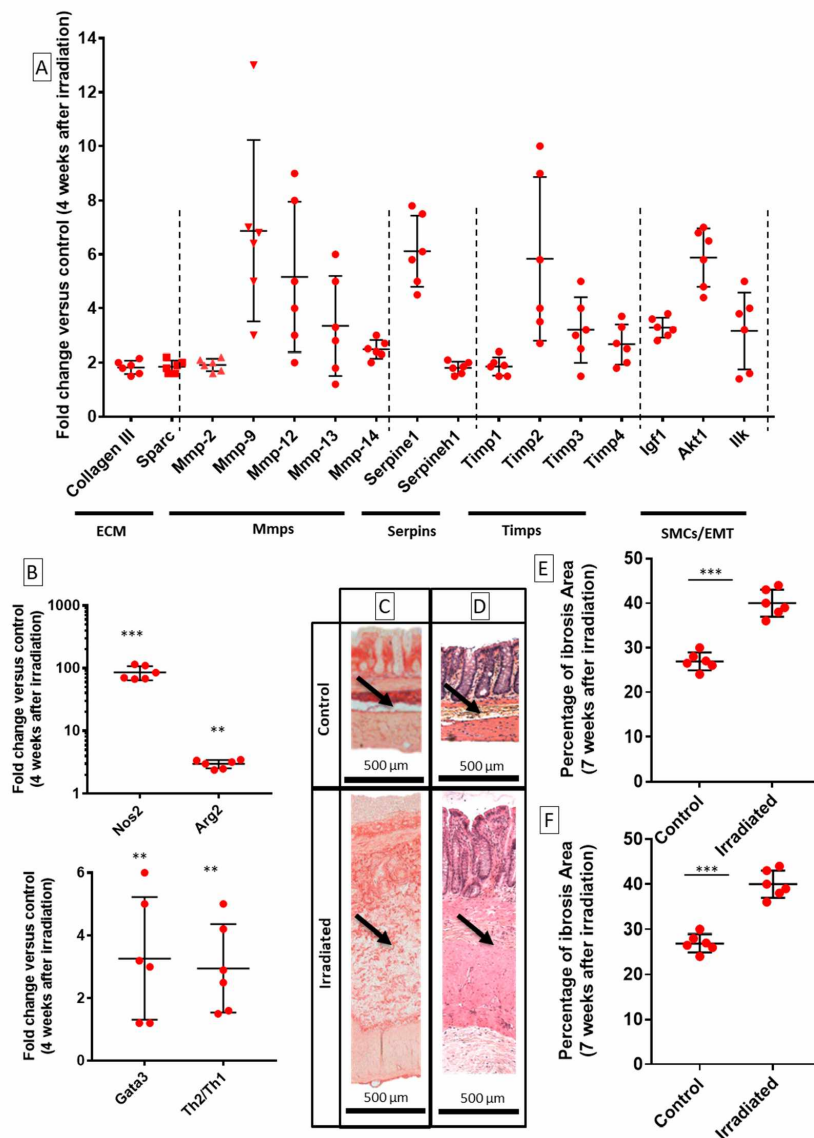 A
Fold change versus control (4 weeks after irradiation)
14
12
10
8
6
4
2
0
Collagen III
Sparc
Mmp-2
Mmp-9
Mmp-12
Mmp-13
Mmp-14
Serpine1
Serpineh1
Timp1
Timp2
Timp3
Timp4
Igf1
Akt1
Ilk
ECM
Mmps
Serpins
Timps
SMCs/EMT
B
Fold change versus control
(4 weeks after irradiation)
1000
100
10
1
***
**
Nos2
Arg2
Fold change versus control
(4 weeks after irradiation)
6
4
2
0
**
**
Gata3
Th2/Th1
C
D
Control
500 µm
500 µm
Irradiated
500 µm
500 µm
E
Percentage of ibrosis Area
(7 weeks after irradiation)
50
40
30
20
10
0
***
Control
Irradiated
F
Percentage of ibrosis Area
(7 weeks after irradiation)
50
40
30
20
10
0
***
Control
Irradiated